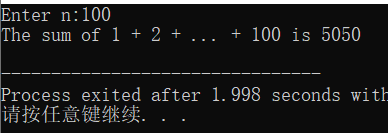 Enter n:100
The sum of 1 + 2 + ... + 100 is 5050
--------------------------------
Process exited after 1.998 seconds with
请按任意键继续. . .